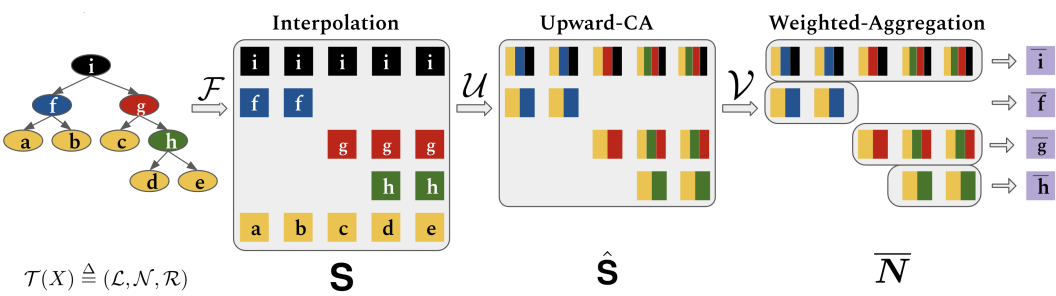 Interpolation Upward-CA Weighted-Aggregation
i i i i i i i̅
f g ℱ f f 𝒰 𝒱 f̅
a b c h g g g g̅
d e h h h̅
a b c d e
𝒯(X) ≜ (ℒ, 𝒩, ℛ) S Ŝ N̅